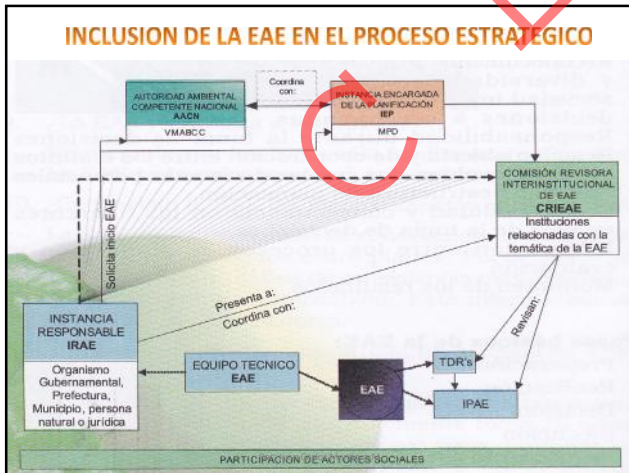 INCLUSION DE LA EAE EN EL PROCESO ESTRATEGICO
AUTORIDAD AMBIENTAL
COMPETENTE NACIONAL
AACN
VMABCC
Coordina
con:
INSTANCIA ENCARGADA
DE LA PLANIFICACIÓN
IEP
MPD
COMISIÓN REVISORA
INTERINSTITUCIONAL
DE EAE
CRIEAE
Instituciones
relacionadas con la
temática de la EAE
Solicita inicio EAE
Presenta a:
Coordina con:
Revisan:
INSTANCIA
RESPONSABLE
IRAE
Organismo
Gubernamental,
Prefectura,
Municipio, persona
natural o jurídica
EQUIPO TECNICO
EAE
EAE
TDR's
IPAE
PARTICIPACION DE ACTORES SOCIALES